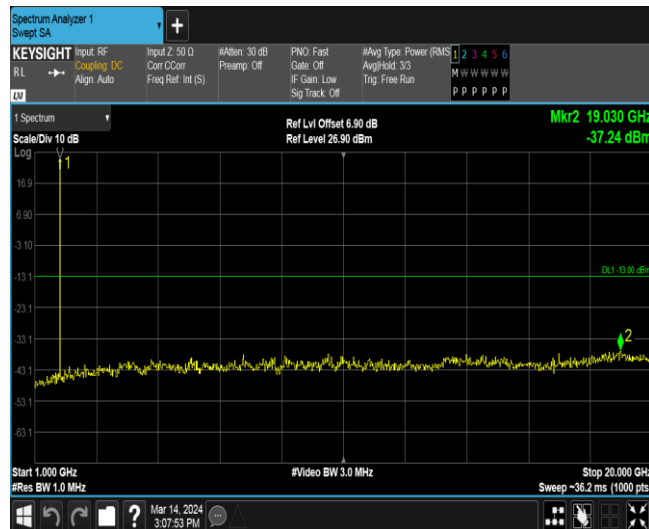 Spectrum Analyzer 1
Swept SA
KEYSIGHT
RL
LXI
Input: RF
Coupling: DC
Align: Auto
Input Z: 50 Ω
Corr CCorr
Freq Ref: Int (S)
#Atten: 30 dB
Preamp: Off
PNO: Fast
Gate: Off
IF Gain: Low
Sig Track: Off
#Avg Type: Power (RMS
Avg|Hold: 3/3
Trig: Free Run
1 2 3 4 5 6
M W W W W W
P P P P P P
1 Spectrum
Scale/Div 10 dB
Log
Ref Lvl Offset 6.90 dB
Ref Level 26.90 dBm
Mkr2 19.030 GHz
-37.24 dBm
1
16.9
6.90
-3.10
-13.1
DL1 -13.00 dBm
-23.1
-33.1
2
-43.1
-53.1
-63.1
Start 1.000 GHz
#Res BW 1.0 MHz
#Video BW 3.0 MHz
Stop 20.000 GHz
Sweep ~36.2 ms (1000 pts
?
Mar 14, 2024
3:07:53 PM